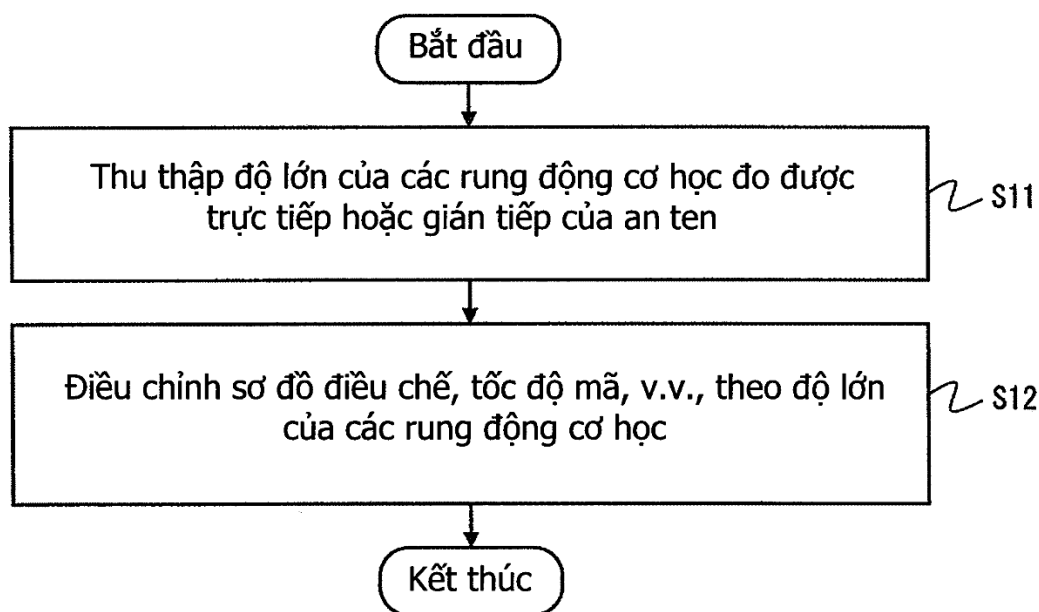 Bắt đầu
Thu thập độ lớn của các rung động cơ học đo được
trực tiếp hoặc gián tiếp của an ten
S11
Điều chỉnh sơ đồ điều chế, tốc độ mã, v.v., theo độ lớn
của các rung động cơ học
S12
Kết thúc